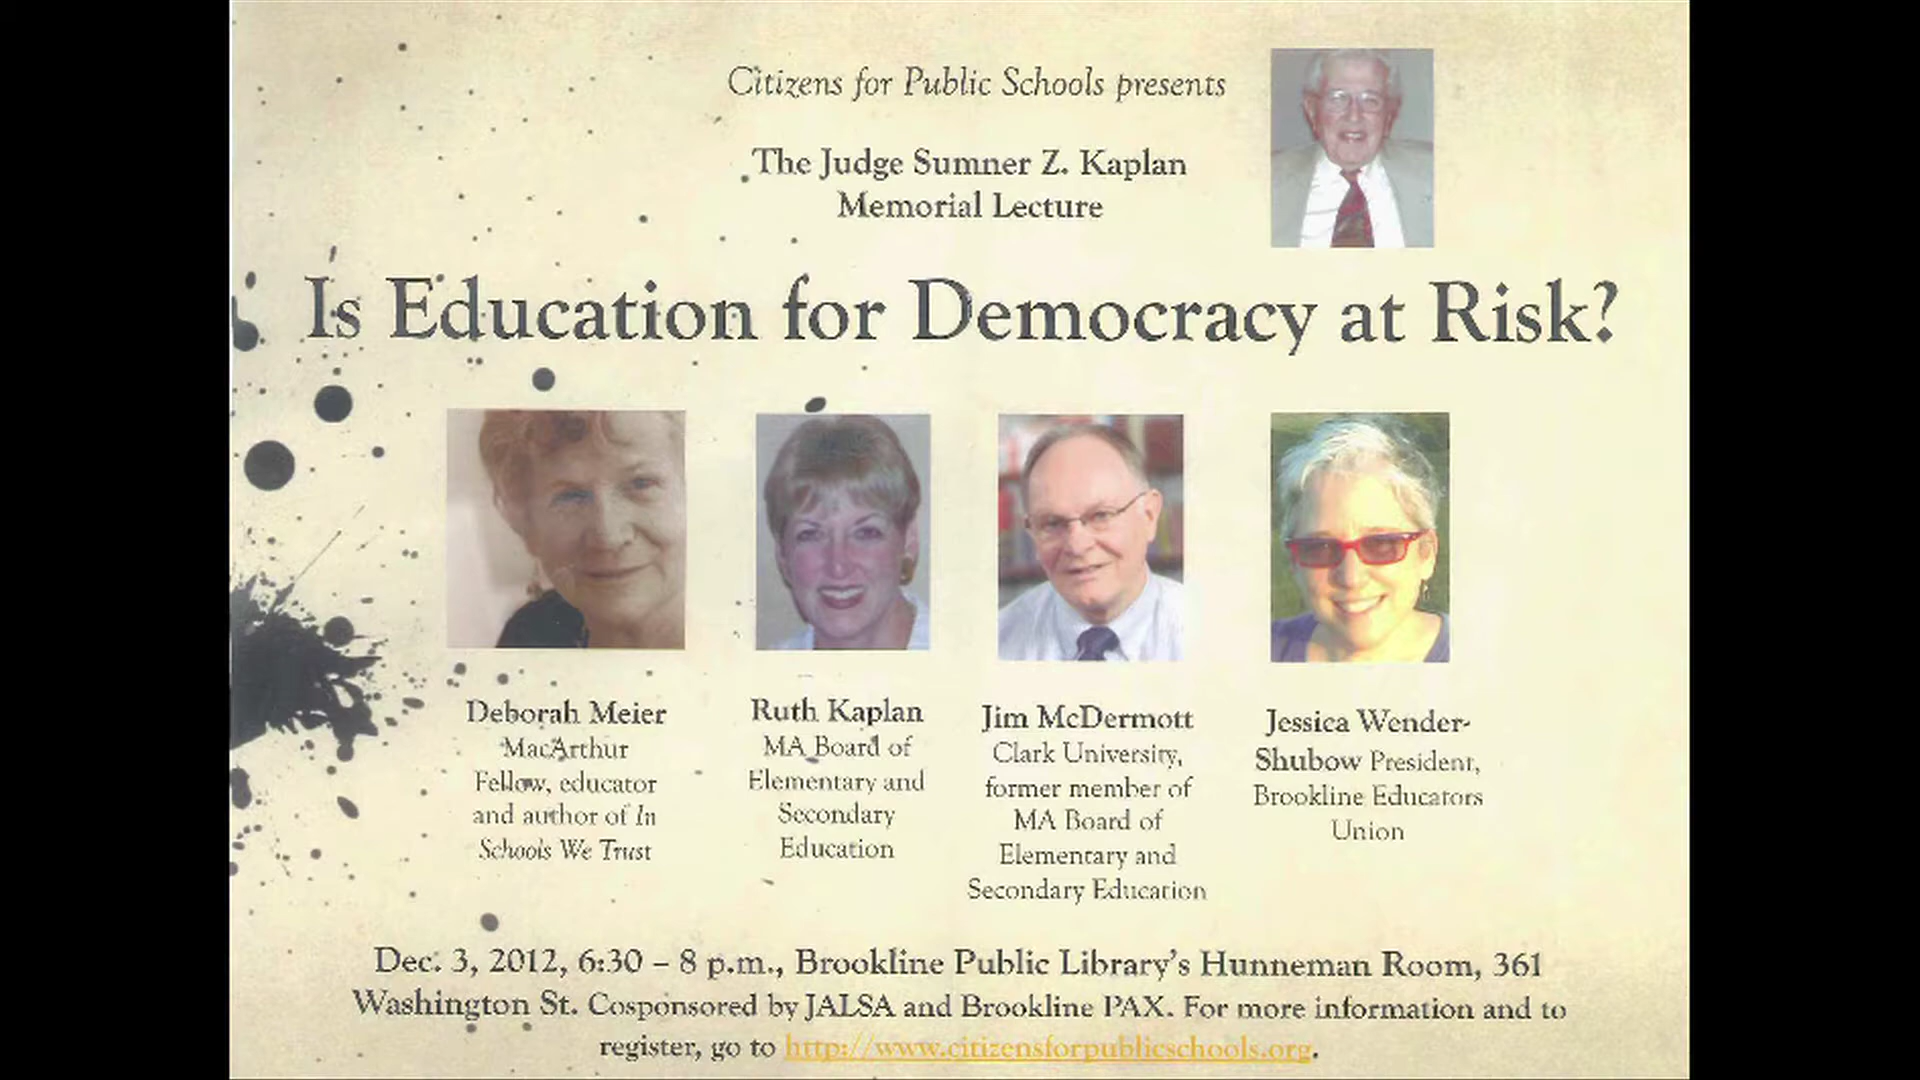 Citizens for Public Schools presents
The Judge Sumner Z. Kaplan
Memorial Lecture
Is Education for Democracy at Risk?
Deborah Meier
MacArthur
Fellow, educator
and author of In
Schools We Trust
Ruth Kaplan
MA Board of
Elementary and
Secondary
Education
Jim McDermott
Clark University,
former member of
MA Board of
Elementary and
Secondary Education
Jessica Wender-
Shubow President,
Brookline Educators
Union
Dec. 3, 2012, 6:30 – 8 p.m., Brookline Public Library's Hunneman Room, 361
Washington St. Cosponsored by JALSA and Brookline PAX. For more information and to
register, go to http://www.citizensforpublicschools.org.